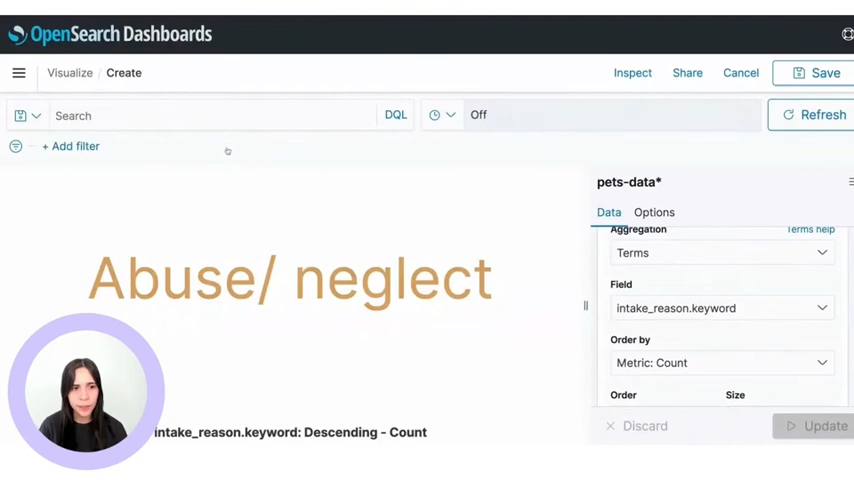 OpenSearch Dashboards
Visualize / Create
Inspect
Share
Cancel
Save
Search
DQL
Off
Refresh
+ Add filter
pets-data*
Data
Options
Aggregation
Terms help
Terms
Field
intake_reason.keyword
Order by
Metric: Count
Order
Size
Discard
Update
Abuse/ neglect
intake_reason.keyword: Descending - Count